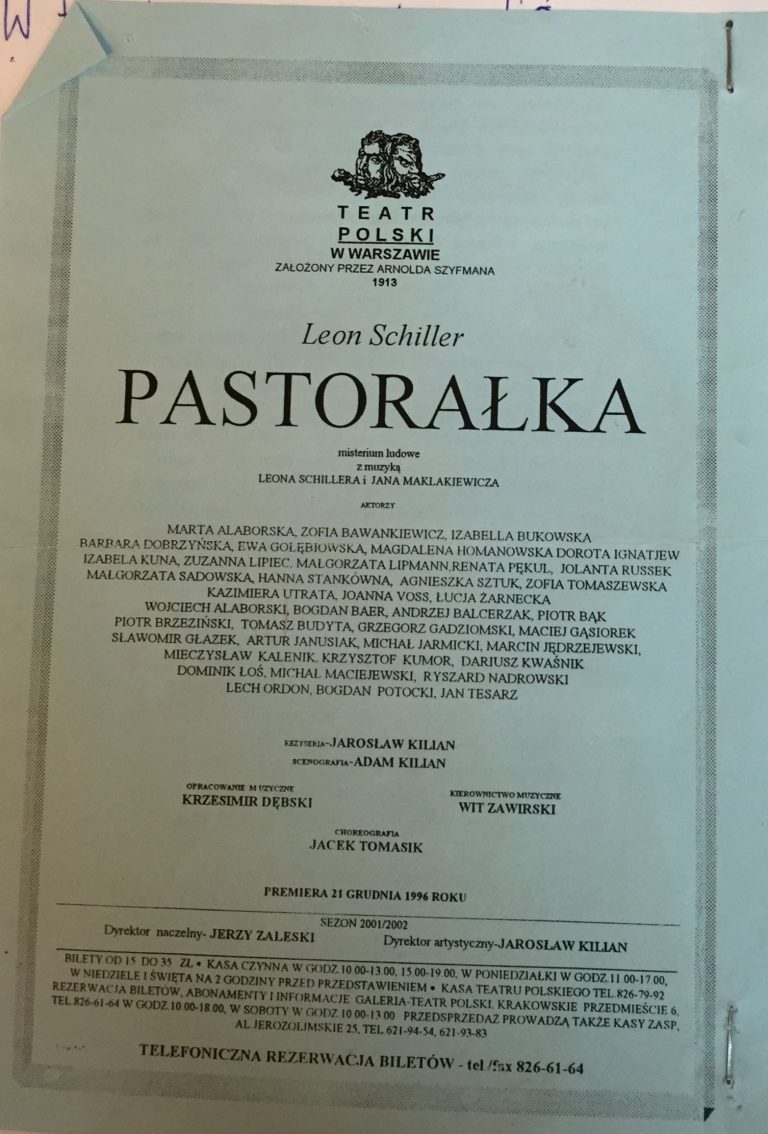 TEATR
POLSKI
W WARSZAWIE
ZAŁOŻONY PRZEZ ARNOLDA SZYFMANA
1913
Leon Schiller
PASTORAŁKA
misterium ludowe
z muzyką
LEONA SCHILLERA i JANA MAKLAKIEWICZA
AKTORZY
MARTA ALABORSKA, ZOFIA BAWANKIEWICZ, IZABELLA BUKOWSKA
BARBARA DOBRZYŃSKA, EWA GOŁĘBIOWSKA, MAGDALENA HOMANOWSKA DOROTA IGNATJEW
IZABELA KUNA, ZUZANNA LIPIEC, MAŁGORZATA LIPMANN,RENATA PĘKUL, JOLANTA RUSSEK
MAŁGORZATA SADOWSKA, HANNA STANKÓWNA, AGNIESZKA SZTUK, ZOFIA TOMASZEWSKA
KAZIMIERA UTRATA, JOANNA VOSS, ŁUCJA ŻARNECKA
WOJCIECH ALABORSKI, BOGDAN BAER, ANDRZEJ BALCERZAK, PIOTR BĄK
PIOTR BRZEZIŃSKI, TOMASZ BUDYTA, GRZEGORZ GADZIOMSKI, MACIEJ GĄSIOREK
SŁAWOMIR GŁAZEK, ARTUR JANUSIAK, MICHAŁ JARMICKI, MARCIN JĘDRZEJEWSKI,
MIECZYSŁAW KALENIK, KRZYSZTOF KUMOR, DARIUSZ KWAŚNIK
DOMINIK ŁOŚ, MICHAŁ MACIEJEWSKI, RYSZARD NADROWSKI
LECH ORDON, BOGDAN POTOCKI, JAN TESARZ
REŻYSERIA-JAROSŁAW KILIAN
SCENOGRAFIA-ADAM KILIAN
OPRACOWANIE MUZYCZNE
KRZESIMIR DĘBSKI
KIEROWNICTWO MUZYCZNE
WIT ZAWIRSKI
CHOREOGRAFIA
JACEK TOMASIK
PREMIERA 21 GRUDNIA 1996 ROKU
SEZON 2001/2002
Dyrektor naczelny- JERZY ZALESKI
Dyrektor artystyczny-JAROSŁAW KILIAN
BILETY OD 15 DO 35 ZŁ • KASA CZYNNA W GODZ.10.00-13.00, 15.00-19.00, W PONIEDZIAŁKI W GODZ.11.00-17.00,
W NIEDZIELE I ŚWIĘTA NA 2 GODZINY PRZED PRZEDSTAWIENIEM • KASA TEATRU POLSKIEGO TEL.826-79-92
REZERWACJA BILETÓW, ABONAMENTY I INFORMACJE GALERIA-TEATR POLSKI, KRAKOWSKIE PRZEDMIEŚCIE 6,
TEL.826-61-64 W GODZ.10.00-18.00, W SOBOTY W GODZ.10.00-13.00 PRZEDSPRZEDAŻ PROWADZĄ TAKŻE KASY ZASP,
AL.JEROZOLIMSKIE 25, TEL.621-94-54, 621-93-83
TELEFONICZNA REZERWACJA BILETÓW - tel./fax 826-61-64